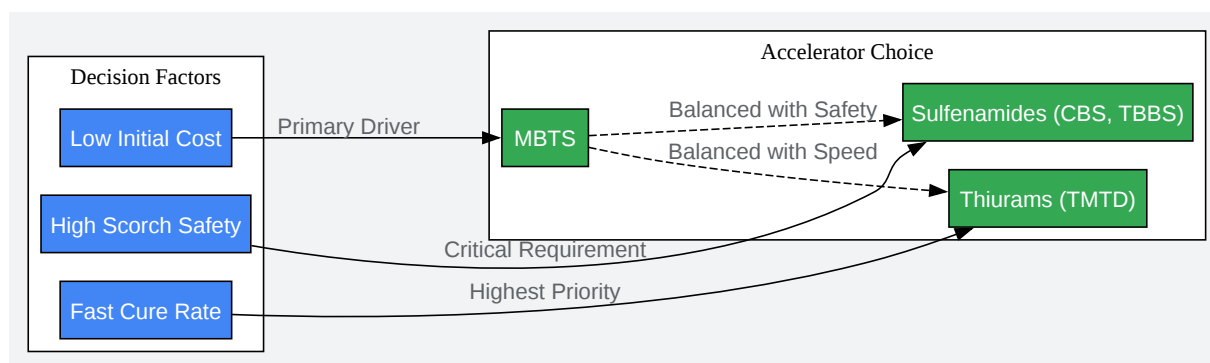 Decision Factors
Low Initial Cost
High Scorch Safety
Fast Cure Rate
Primary Driver
Critical Requirement
Highest Priority
Accelerator Choice
MBTS
Balanced with Safety
Balanced with Speed
Sulfenamides (CBS, TBBS)
Thiurams (TMTD)